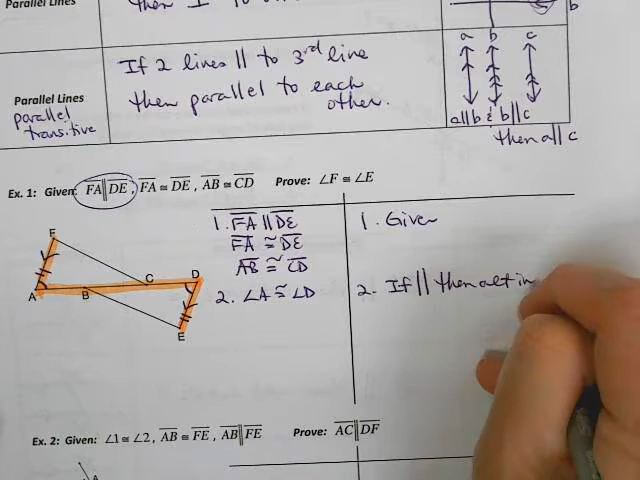 Parallel Lines
b
If 2 lines || to 3rd line
then parallel to each
other.
Parallel Lines
parallel
transitive
a b c
a||b & b||c
then a|| c
Ex. 1: Given: FA||DE, FA ≅ DE, AB ≅ CD Prove: ∠F ≅ ∠E
1. FA || DE
FA ≅ DE
AB ≅ CD
1. Given
2. ∠A ≅ ∠D
2. If || then alt in
F
A
B
C
D
E
Ex. 2: Given: ∠1 ≅ ∠2, AB ≅ FE, AB||FE Prove: AC||DF
A